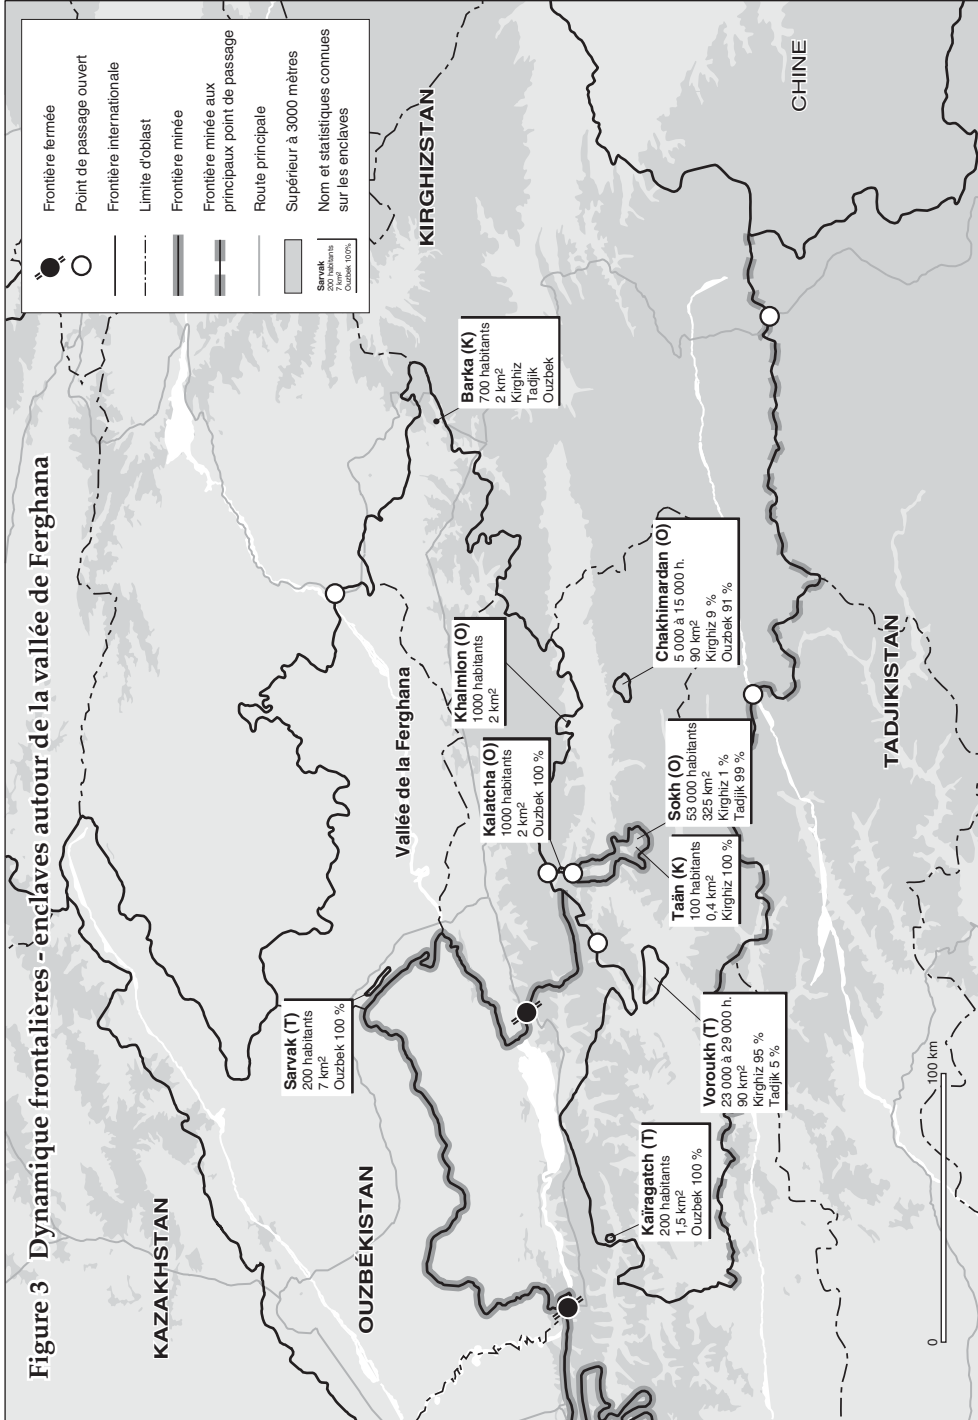 Figure 3 Dynamique frontalières - enclaves autour de la vallée de Ferghana
Frontière fermée
Point de passage ouvert
Frontière internationale
Limite d'oblast
Frontière minée
Frontière minée aux
principaux point de passage
Route principale
Supérieur à 3000 mètres
Nom et statistiques connues
sur les enclaves
Sarvak
200 habitants
7 km²
Ouzbek 100%
KAZAKHSTAN
OUZBÉKISTAN
KIRGHIZSTAN
CHINE
TADJIKISTAN
Vallée de la Ferghana
Sarvak (T)
200 habitants
7 km²
Ouzbek 100 %
Barka (K)
700 habitants
2 km²
Kirghiz
Tadjik
Ouzbek
Khalmion (O)
1000 habitants
2 km²
Kalatcha (O)
1000 habitants
2 km²
Ouzbek 100 %
Chakhimardan (O)
5 000 à 15 000 h.
90 km²
Kirghiz 9 %
Ouzbek 91 %
Sokh (O)
53 000 habitants
325 km²
Kirghiz 1 %
Tadjik 99 %
Taän (K)
100 habitants
0,4 km²
Kirghiz 100 %
Voroukh (T)
23 000 à 29 000 h.
90 km²
Kirghiz 95 %
Tadjik 5 %
Kaïragatch (T)
200 habitants
1,5 km²
Ouzbek 100 %
0
100 km